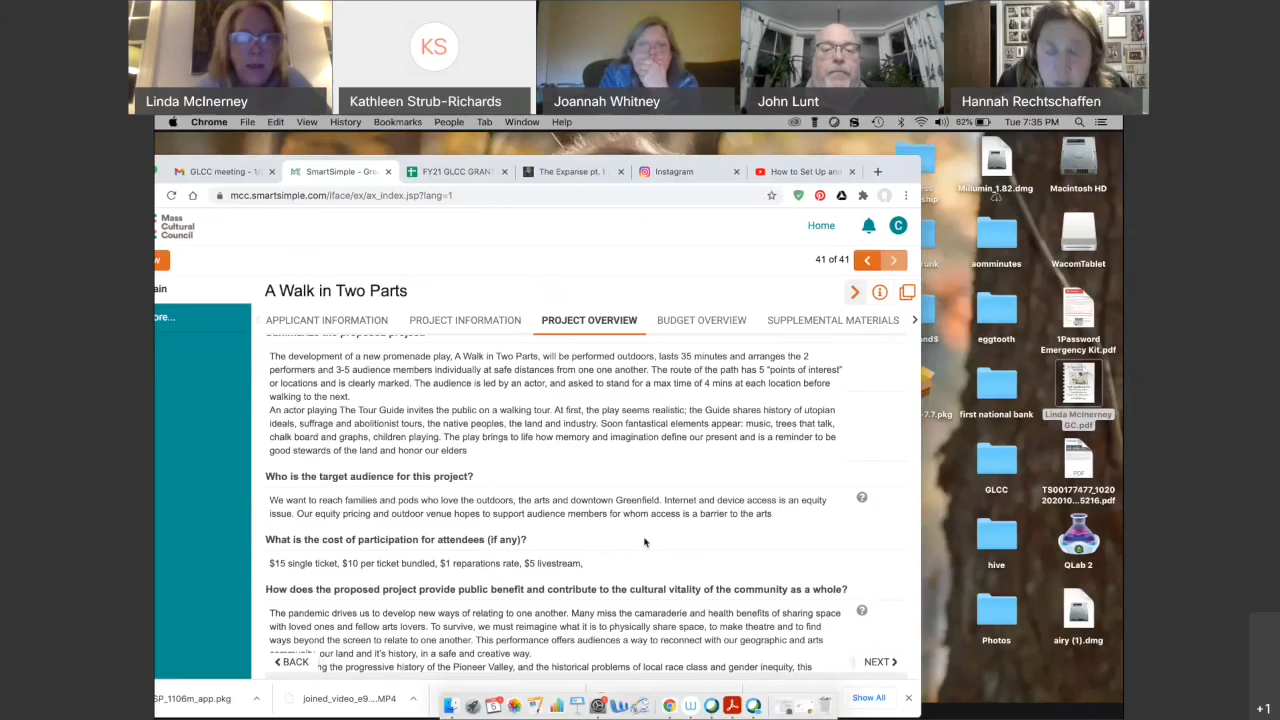 KS
Linda McInerney
Kathleen Strub-Richards
Joannah Whitney
John Lunt
Hannah Rechtschaffen
Chrome File Edit View History Bookmarks People Tab Window Help
62% Tue 7:35 PM
GLCC meeting - 1/
SmartSimple - Gre
FY21 GLCC GRANT
The Expanse pt. I
Instagram
How to Set Up and
mcc.smartsimple.com/iface/ex/ax_index.jsp?lang=1
Mass
Cultural
Council
Home
C
41 of 41
A Walk in Two Parts
APPLICANT INFORMATION
PROJECT INFORMATION
PROJECT OVERVIEW
BUDGET OVERVIEW
SUPPLEMENTAL MATERIALS
The development of a new promenade play, A Walk in Two Parts, will be performed outdoors, lasts 35 minutes and arranges the 2
performers and 3-5 audience members individually at safe distances from one one another. The route of the path has 5 "points of interest"
or locations and is clearly marked. The audience is led by an actor, and asked to stand for a max time of 4 mins at each location before
walking to the next.
An actor playing The Tour Guide invites the public on a walking tour. At first, the play seems realistic; the Guide shares history of utopian
ideals, suffrage and abolitionist tours, the native peoples, the land and industry. Soon fantastical elements appear: music, trees that talk,
chalk board and graphs, children playing. The play brings to life how memory and imagination define our present and is a reminder to be
good stewards of the land and honor our elders
Who is the target audience for this project?
We want to reach families and pods who love the outdoors, the arts and downtown Greenfield. Internet and device access is an equity
issue. Our equity pricing and outdoor venue hopes to support audience members for whom access is a barrier to the arts
What is the cost of participation for attendees (if any)?
$15 single ticket, $10 per ticket bundled, $1 reparations rate, $5 livestream,
How does the proposed project provide public benefit and contribute to the cultural vitality of the community as a whole?
The pandemic drives us to develop new ways of relating to one another. Many miss the camaraderie and health benefits of sharing space
with loved ones and fellow arts lovers. To survive, we must reimagine what it is to physically share space, to make theatre and to find
ways beyond the screen to relate to one another. This performance offers audiences a way to reconnect with our geographic and arts
our land and it's history, in a safe and creative way.
ng the progressive history of the Pioneer Valley, and the historical problems of local race class and gender inequity, this
BACK
NEXT
SP_1106m_app.pkg
joined_video_e9....MP4
Show All
Millumin_1.82.dmg
Macintosh HD
aomminutes
WacomTablet
eggtooth
1Password
Emergency Kit.pdf
first national bank
Linda McInerney
GC.pdf
GLCC
PDF
TS00177477_1020
202010...5216.pdf
hive
QLab 2
Photos
airy (1).dmg
+1